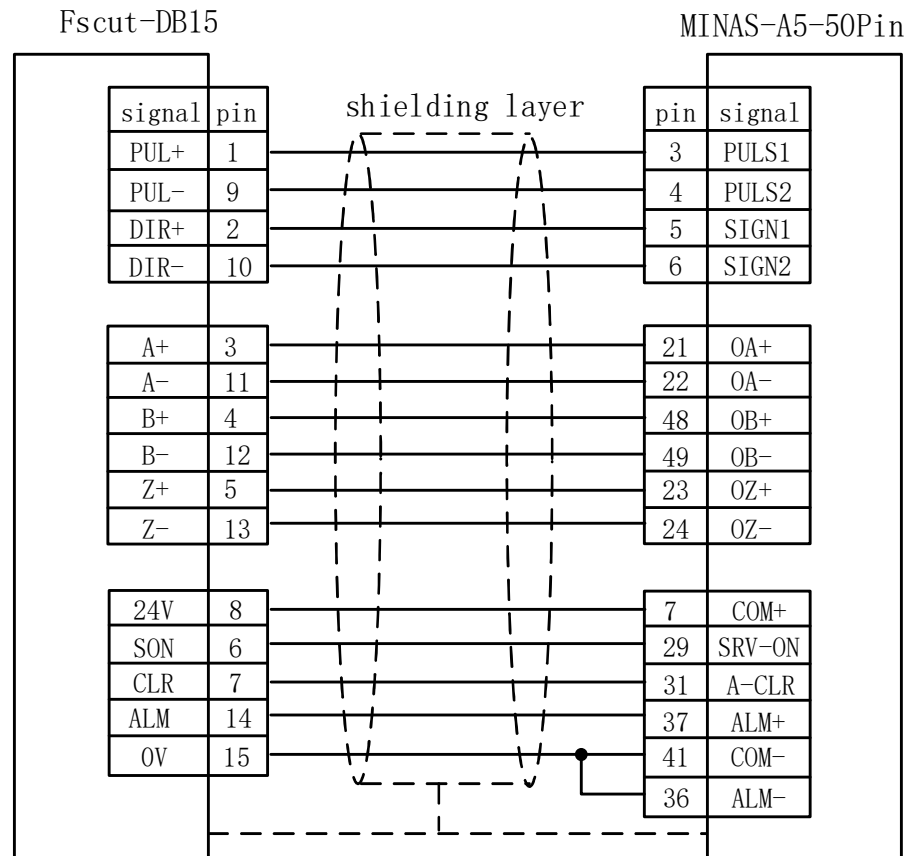 Fscut-DB15 MINAS-A5-50Pin
signal pin shielding layer pin signal
PUL+ 1 3 PULS1
PUL- 9 4 PULS2
DIR+ 2 5 SIGN1
DIR- 10 6 SIGN2
A+ 3 21 OA+
A- 11 22 OA-
B+ 4 48 OB+
B- 12 49 OB-
Z+ 5 23 OZ+
Z- 13 24 OZ-
24V 8 7 COM+
SON 6 29 SRV-ON
CLR 7 31 A-CLR
ALM 14 37 ALM+
0V 15 41 COM-
36 ALM-